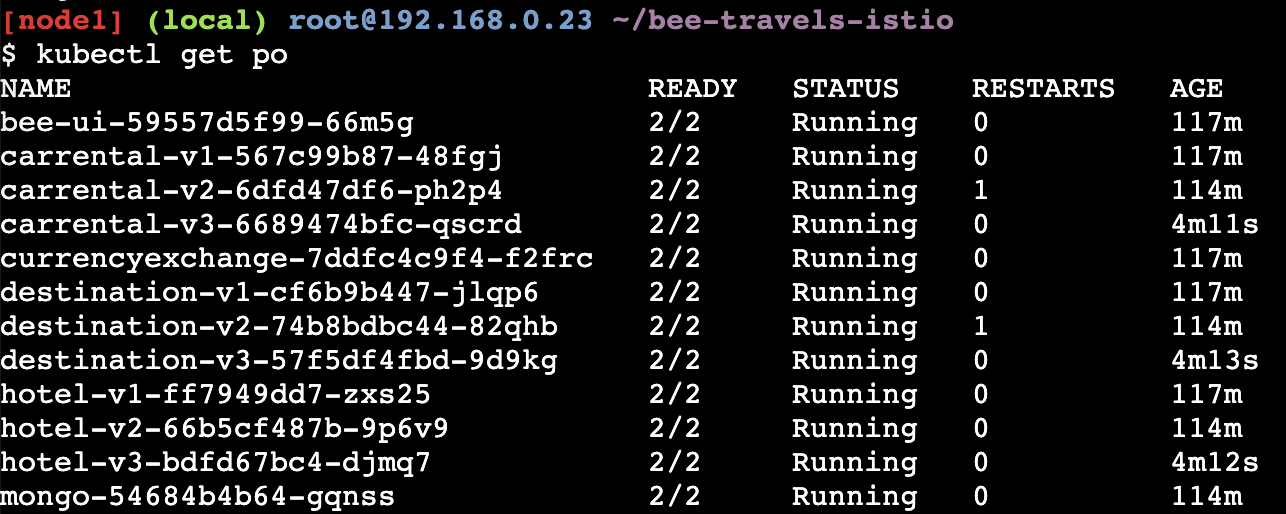 [node1] (local) root@192.168.0.23 ~/bee-travels-istio
$ kubectl get po
NAME READY STATUS RESTARTS AGE
bee-ui-59557d5f99-66m5g 2/2 Running 0 117m
carrental-v1-567c99b87-48fgj 2/2 Running 0 117m
carrental-v2-6dfd47df6-ph2p4 2/2 Running 1 114m
carrental-v3-6689474bfc-qscrd 2/2 Running 0 4m11s
currencyexchange-7ddfc4c9f4-f2frc 2/2 Running 0 117m
destination-v1-cf6b9b447-jlqp6 2/2 Running 0 117m
destination-v2-74b8bdbc44-82qhb 2/2 Running 1 114m
destination-v3-57f5df4fbd-9d9kg 2/2 Running 0 4m13s
hotel-v1-ff7949dd7-zxs25 2/2 Running 0 117m
hotel-v2-66b5cf487b-9p6v9 2/2 Running 0 114m
hotel-v3-bdfd67bc4-djmq7 2/2 Running 0 4m12s
mongo-54684b4b64-gqnss 2/2 Running 0 114m